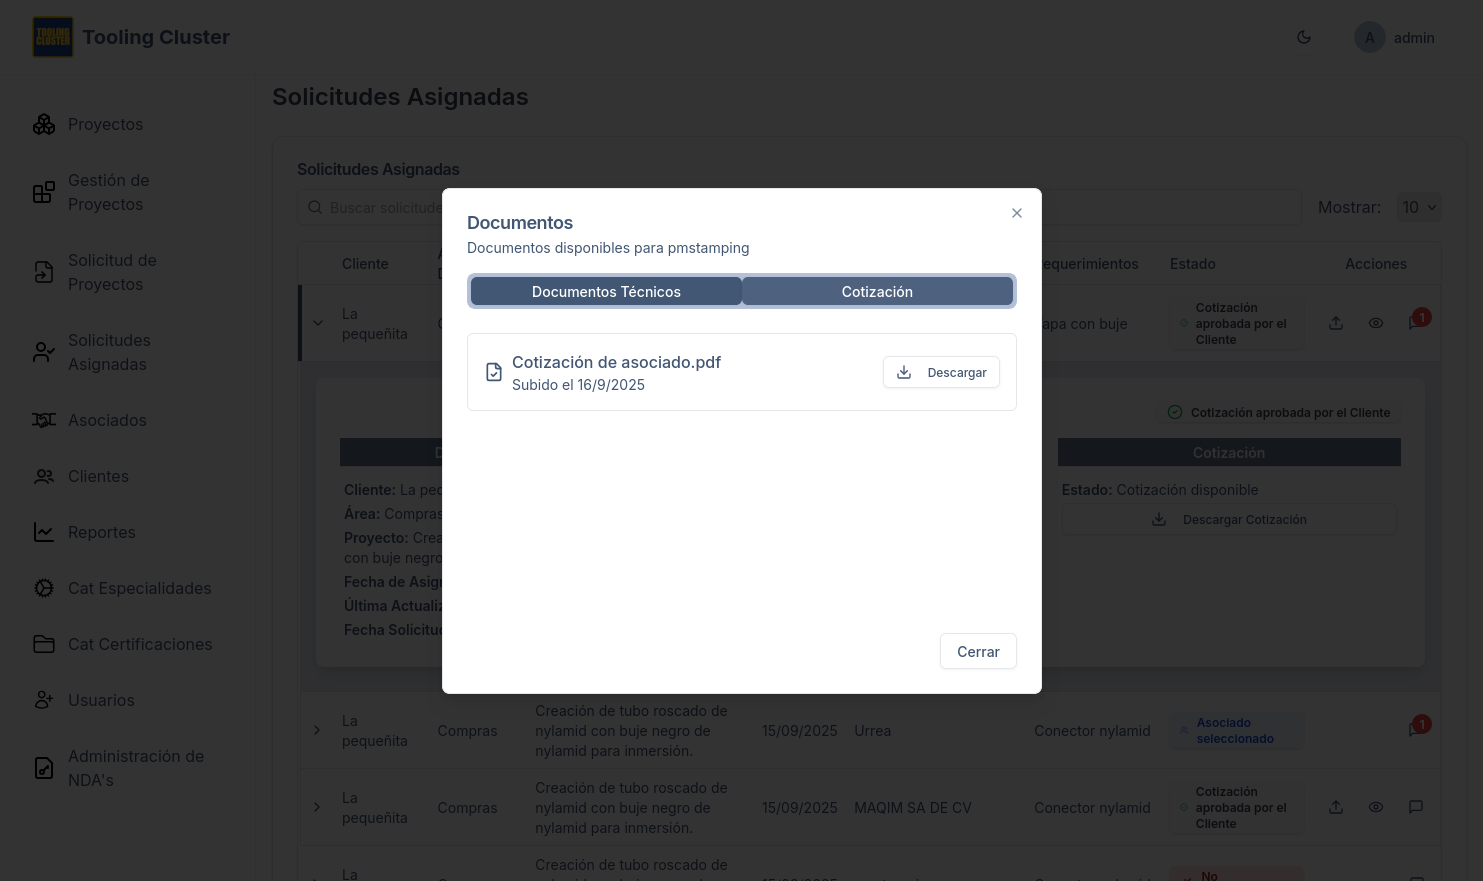 TOOLING
CLUSTER
Tooling Cluster
A
admin
Proyectos
Gestión de
Proyectos
Solicitud de
Proyectos
Solicitudes
Asignadas
Asociados
Clientes
Reportes
Cat Especialidades
Cat Certificaciones
Usuarios
Administración de
NDA's
Solicitudes Asignadas
Solicitudes Asignadas
Buscar solicitude
Mostrar:
10
Cliente
equerimientos
Estado
Acciones
La
pequeñita
apa con buje
Cotización
aprobada por el
Cliente
1
Documentos
Documentos disponibles para pmstamping
Documentos Técnicos
Cotización
Cotización de asociado.pdf
Subido el 16/9/2025
Descargar
Cerrar
Cotización aprobada por el Cliente
D
Cotización
Cliente: La peq
Área: Compras
Proyecto: Crea
con buje negro
Fecha de Asign
Última Actualiz
Fecha Solicitud
Estado: Cotización disponible
Descargar Cotización
La
pequeñita
Compras
Creación de tubo roscado de
nylamid con buje negro de
nylamid para inmersión.
15/09/2025
Urrea
Conector nylamid
Asociado
seleccionado
1
La
pequeñita
Compras
Creación de tubo roscado de
nylamid con buje negro de
nylamid para inmersión.
15/09/2025
MAQIM SA DE CV
Conector nylamid
Cotización
aprobada por el
Cliente
La
Creación de tubo roscado de
No